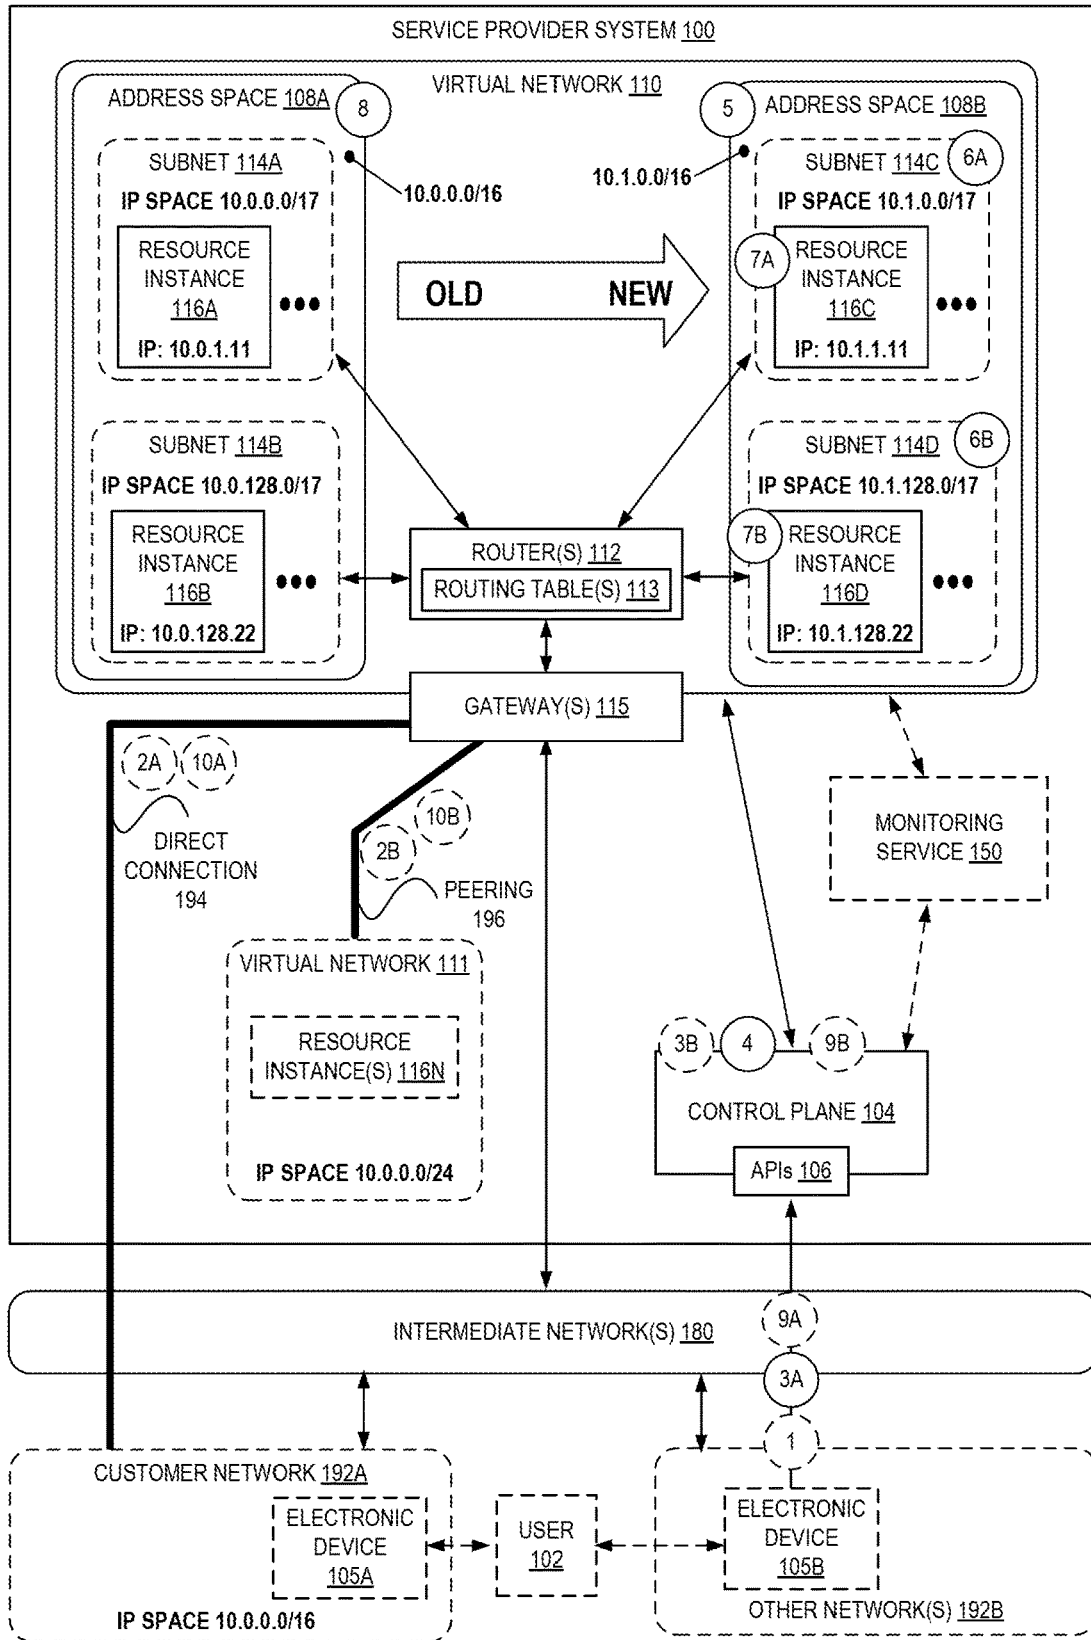 SERVICE PROVIDER SYSTEM 100
VIRTUAL NETWORK 110
ADDRESS SPACE 108A
8
5
ADDRESS SPACE 108B
SUBNET 114A
10.0.0.0/16
IP SPACE 10.0.0.0/17
RESOURCE
INSTANCE
116A
IP: 10.0.1.11
10.1.0.0/16
SUBNET 114C
6A
IP SPACE 10.1.0.0/17
7A
RESOURCE
INSTANCE
116C
IP: 10.1.1.11
OLD NEW
SUBNET 114B
IP SPACE 10.0.128.0/17
RESOURCE
INSTANCE
116B
IP: 10.0.128.22
SUBNET 114D
6B
IP SPACE 10.1.128.0/17
7B
RESOURCE
INSTANCE
116D
IP: 10.1.128.22
ROUTER(S) 112
ROUTING TABLE(S) 113
GATEWAY(S) 115
2A
10A
DIRECT
CONNECTION
194
10B
2B
PEERING
196
MONITORING
SERVICE 150
VIRTUAL NETWORK 111
RESOURCE
INSTANCE(S) 116N
IP SPACE 10.0.0.0/24
3B
4
9B
CONTROL PLANE 104
APIs 106
INTERMEDIATE NETWORK(S) 180
9A
3A
1
CUSTOMER NETWORK 192A
ELECTRONIC
DEVICE
105A
IP SPACE 10.0.0.0/16
USER
102
ELECTRONIC
DEVICE
105B
OTHER NETWORK(S) 192B